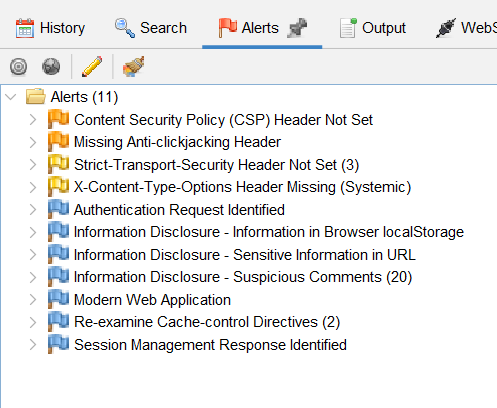 History Search Alerts Output WebS
Alerts (11)
Content Security Policy (CSP) Header Not Set
Missing Anti-clickjacking Header
Strict-Transport-Security Header Not Set (3)
X-Content-Type-Options Header Missing (Systemic)
Authentication Request Identified
Information Disclosure - Information in Browser localStorage
Information Disclosure - Sensitive Information in URL
Information Disclosure - Suspicious Comments (20)
Modern Web Application
Re-examine Cache-control Directives (2)
Session Management Response Identified